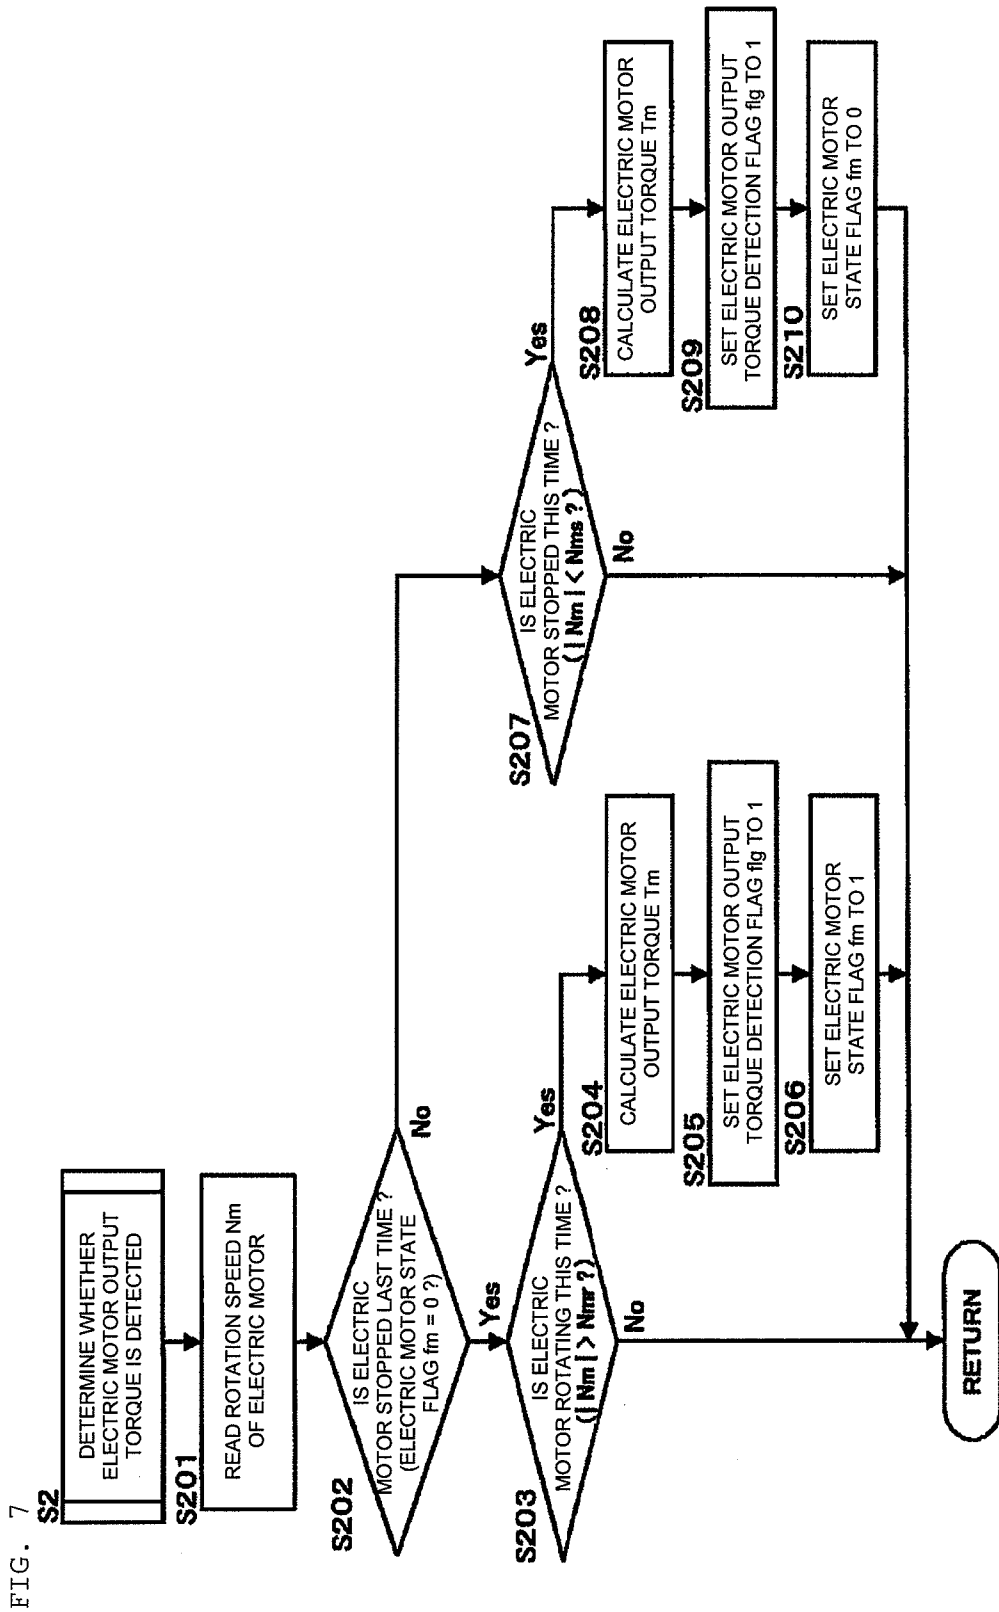 FIG. 7
S2
DETERMINE WHETHER
ELECTRIC MOTOR OUTPUT
TORQUE IS DETECTED
S201
READ ROTATION SPEED Nm
OF ELECTRIC MOTOR
S202
IS ELECTRIC
MOTOR STOPPED LAST TIME ?
(ELECTRIC MOTOR STATE
FLAG fm = 0 ?)
No
Yes
S203
IS ELECTRIC
MOTOR ROTATING THIS TIME ?
(| Nm | > Nmr ?)
Yes
No
S204
CALCULATE ELECTRIC MOTOR
OUTPUT TORQUE Tm
S205
SET ELECTRIC MOTOR OUTPUT
TORQUE DETECTION FLAG flg TO 1
S206
SET ELECTRIC MOTOR
STATE FLAG fm TO 1
S207
IS ELECTRIC
MOTOR STOPPED THIS TIME ?
(| Nm | < Nms ?)
Yes
No
S208
CALCULATE ELECTRIC MOTOR
OUTPUT TORQUE Tm
S209
SET ELECTRIC MOTOR OUTPUT
TORQUE DETECTION FLAG flg TO 1
S210
SET ELECTRIC MOTOR
STATE FLAG fm TO 0
RETURN